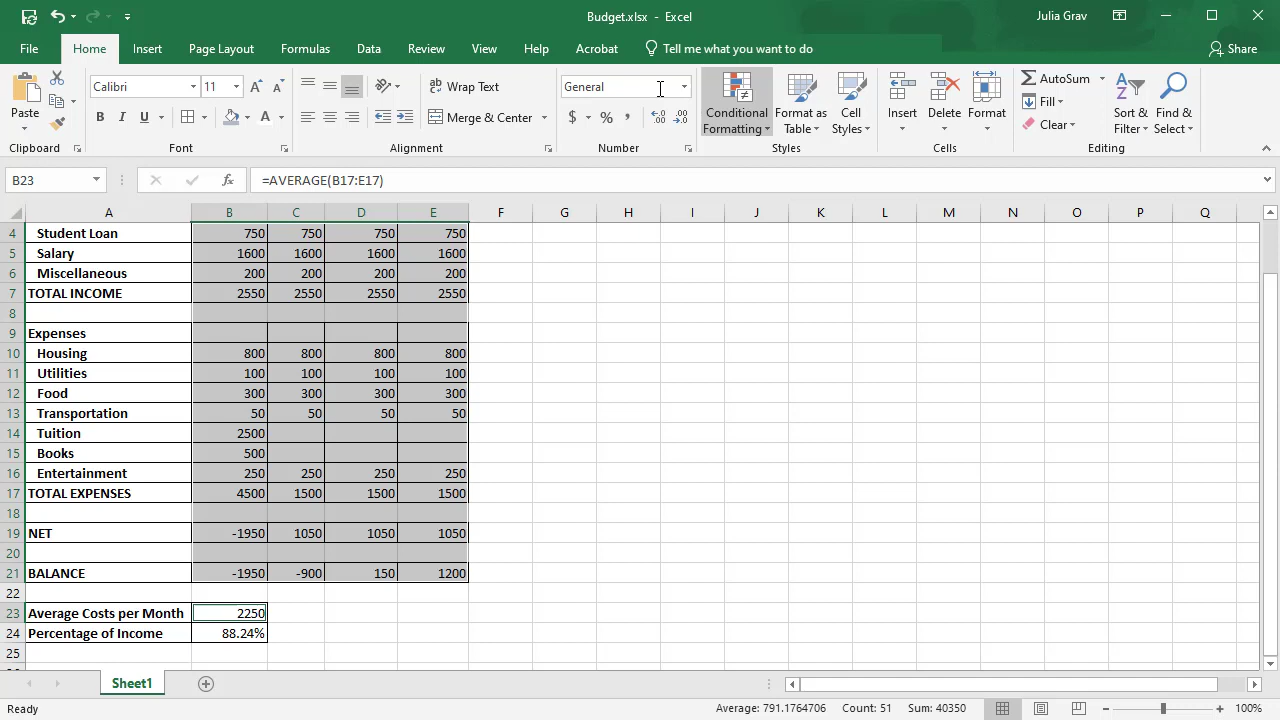 Budget.xlsx - Excel
Julia Grav
File Home Insert Page Layout Formulas Data Review View Help Acrobat Tell me what you want to do Share
Paste
Calibri 11
B I U A
Wrap Text
Merge & Center
General
$ % ,
Conditional Formatting
Format as Table
Cell Styles
Insert Delete Format
AutoSum
Fill
Clear
Sort & Filter
Find & Select
Clipboard Font Alignment Number Styles Cells Editing
B23 fx =AVERAGE(B17:E17)
A B C D E F G H I J K L M N O P Q
4 Student Loan 750 750 750 750
5 Salary 1600 1600 1600 1600
6 Miscellaneous 200 200 200 200
7 TOTAL INCOME 2550 2550 2550 2550
8
9 Expenses
10 Housing 800 800 800 800
11 Utilities 100 100 100 100
12 Food 300 300 300 300
13 Transportation 50 50 50 50
14 Tuition 2500
15 Books 500
16 Entertainment 250 250 250 250
17 TOTAL EXPENSES 4500 1500 1500 1500
18
19 NET -1950 1050 1050 1050
20
21 BALANCE -1950 -900 150 1200
22
23 Average Costs per Month 2250
24 Percentage of Income 88.24%
25
Sheet1
Ready Average: 791.1764706 Count: 51 Sum: 40350 - + 100%